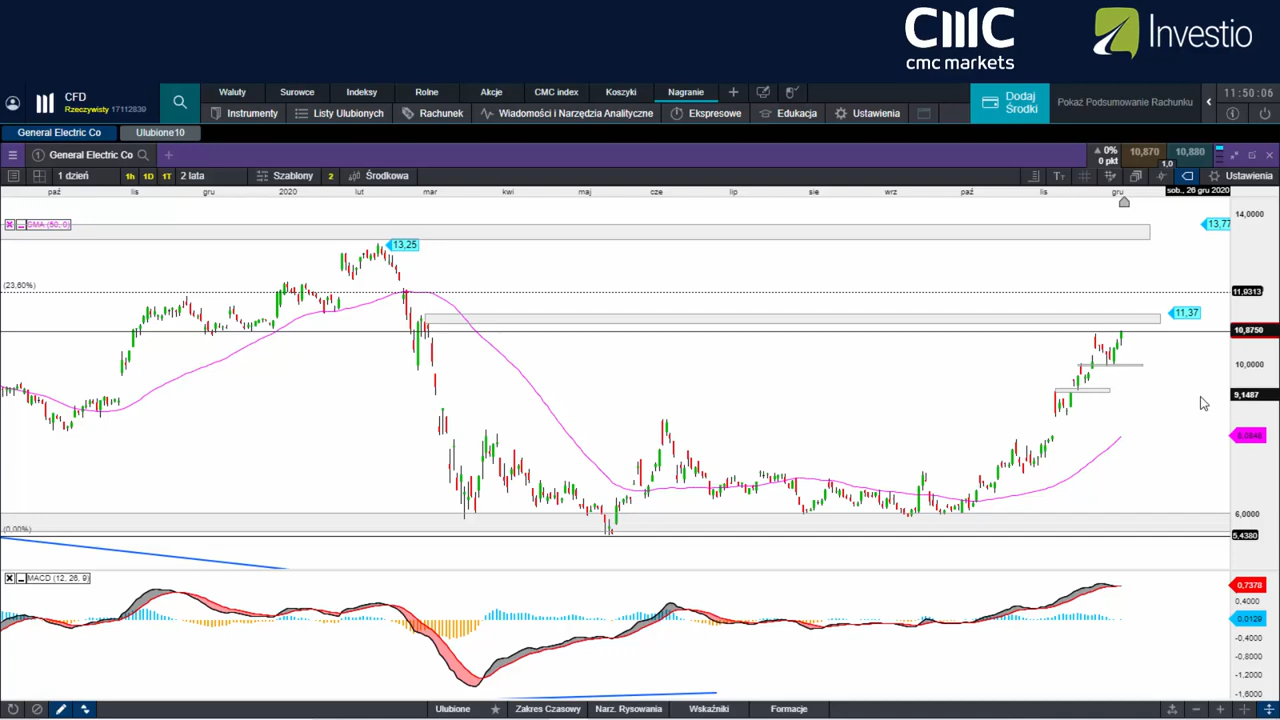 CMC
cmc markets
Investio
CFD
Rzeczywisty 17112839
Waluty
Surowce
Indeksy
Rolne
Akcje
CMC index
Koszyki
Nagranie
Instrumenty
Listy Ulubionych
Rachunek
Wiadomości i Narzędzia Analityczne
Ekspresowe
Edukacja
Ustawienia
Dodaj
Środki
Pokaż Podsumowanie Rachunku
11:50:06
General Electric Co
Ulubione10
1
General Electric Co
0%
0 pkt
10,870
1,0
10,880
1 dzień
1h
1D
1T
2 lata
Szablony
2
Środkowa
Ustawienia
paź
lis
gru
2020
lut
mar
kwi
maj
cze
lip
sie
wrz
paź
lis
gru
sob., 26 gru 2020
SMA (50, 0)
14,0000
13,77
13,25
(23,60%)
11,9313
11,37
10,8750
10,0000
9,1487
6,0000
(0,00%)
5,4380
MACD (12, 26, 9)
0,7378
0,4000
0,0129
-0,4000
-0,8000
-1,2000
-1,6000
Ulubione
Zakres Czasowy
Narz. Rysowania
Wskaźniki
Formacje